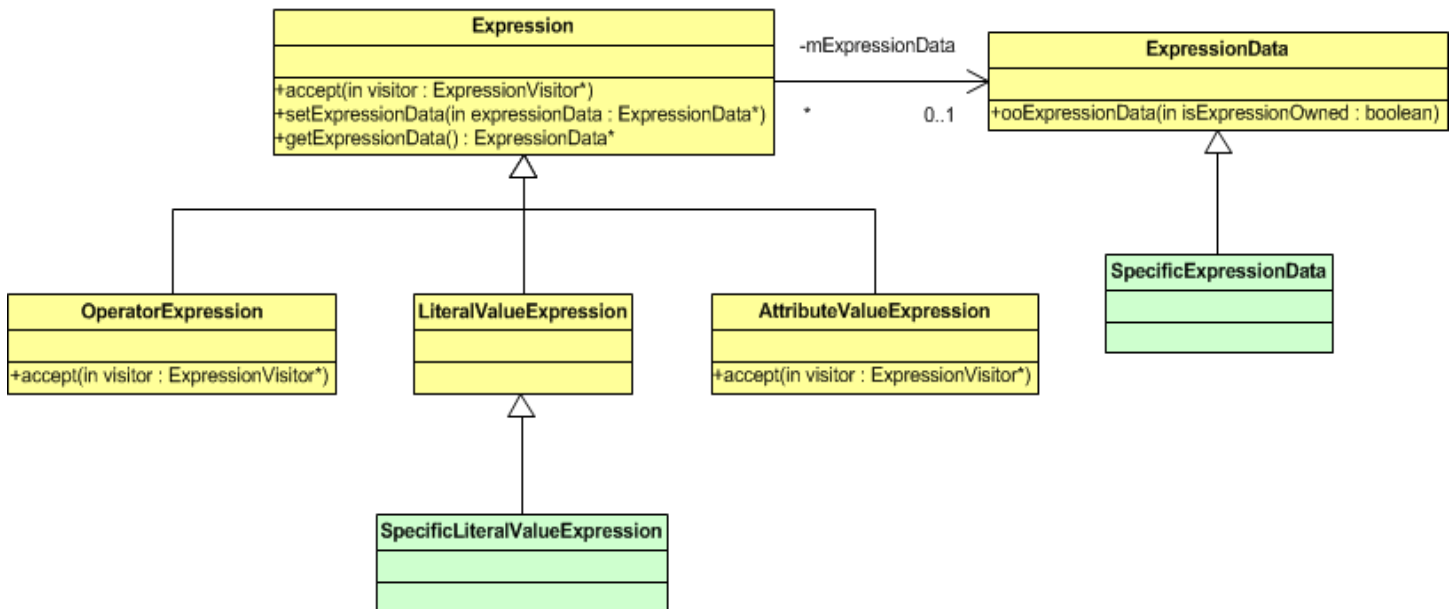 Expression
+accept(in visitor : ExpressionVisitor*)
+setExpressionData(in expressionData : ExpressionData*)
+getExpressionData() : ExpressionData*
-mExpressionData
*
0..1
ExpressionData
+ooExpressionData(in isExpressionOwned : boolean)
SpecificExpressionData
OperatorExpression
+accept(in visitor : ExpressionVisitor*)
LiteralValueExpression
AttributeValueExpression
+accept(in visitor : ExpressionVisitor*)
SpecificLiteralValueExpression